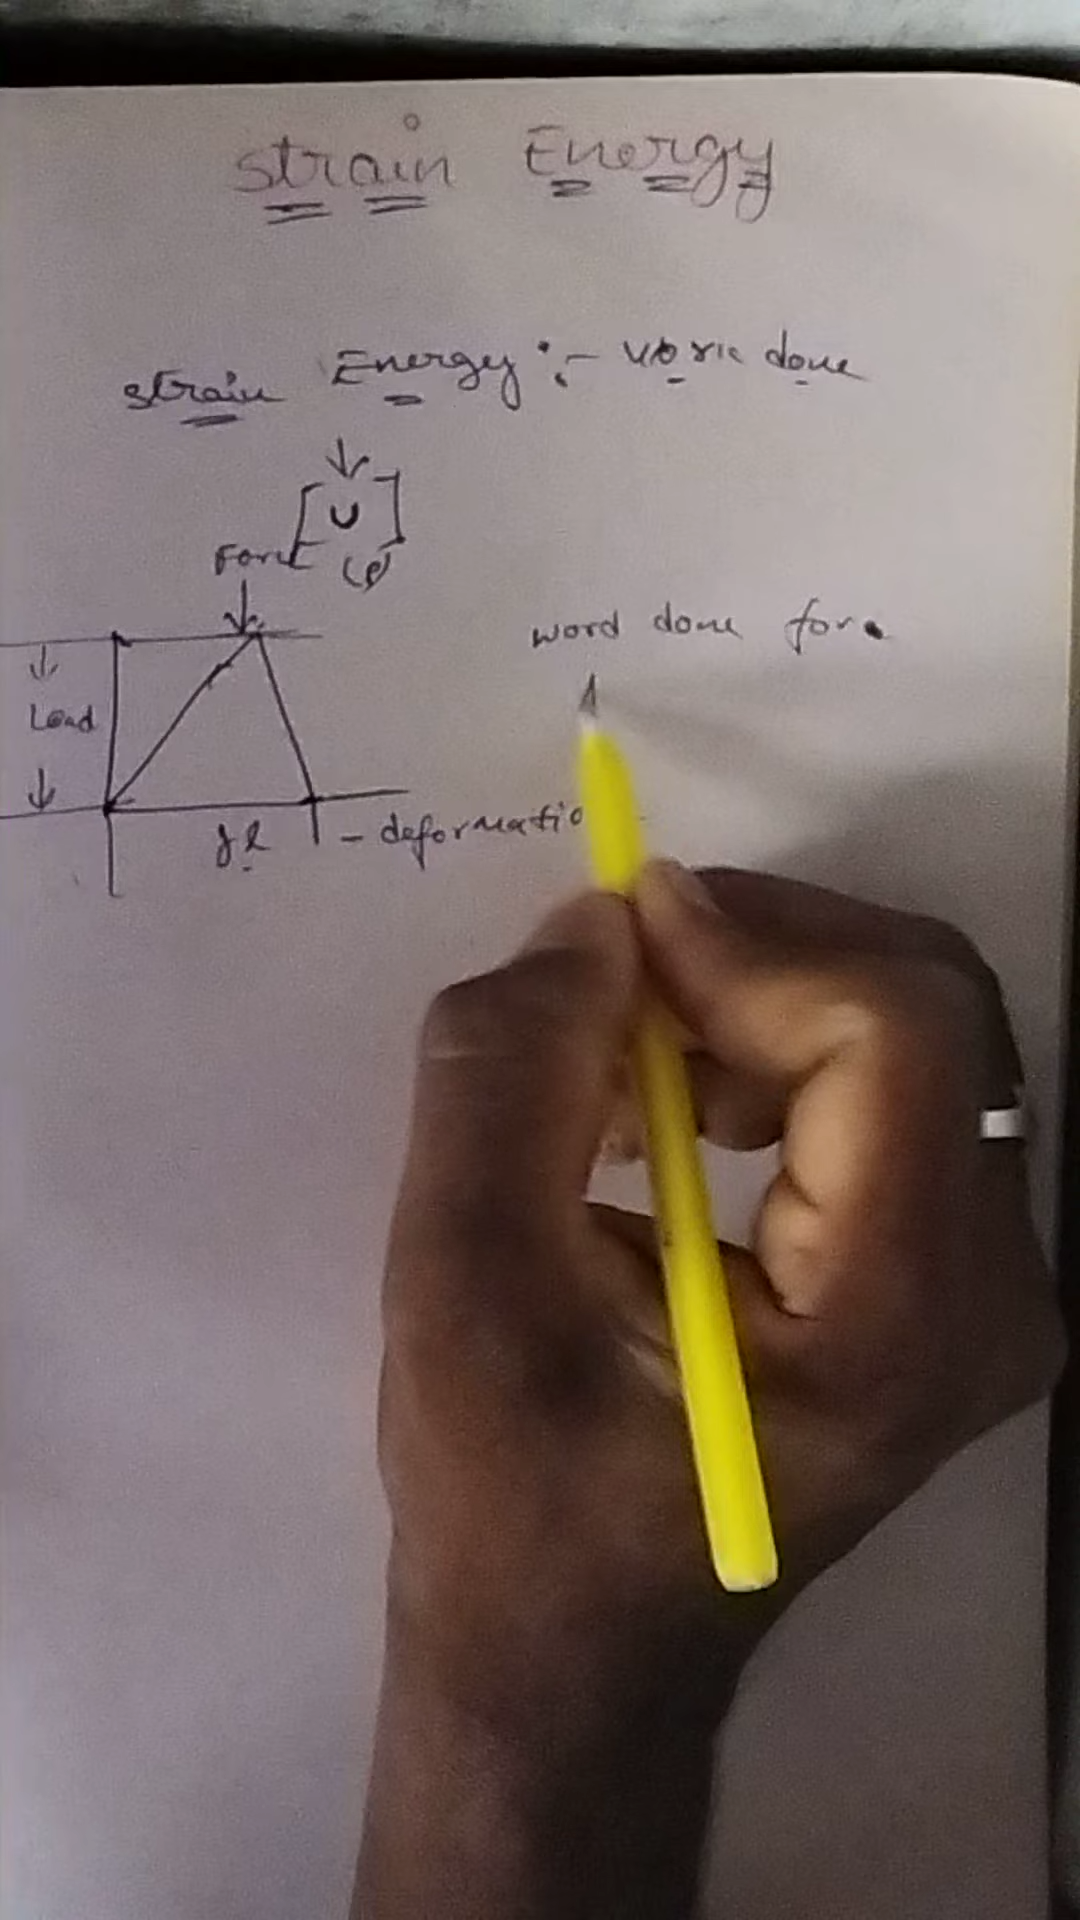 strain Energy
strain Energy :- work done
U
Force (P)
word done for
Load
δl - deformatio